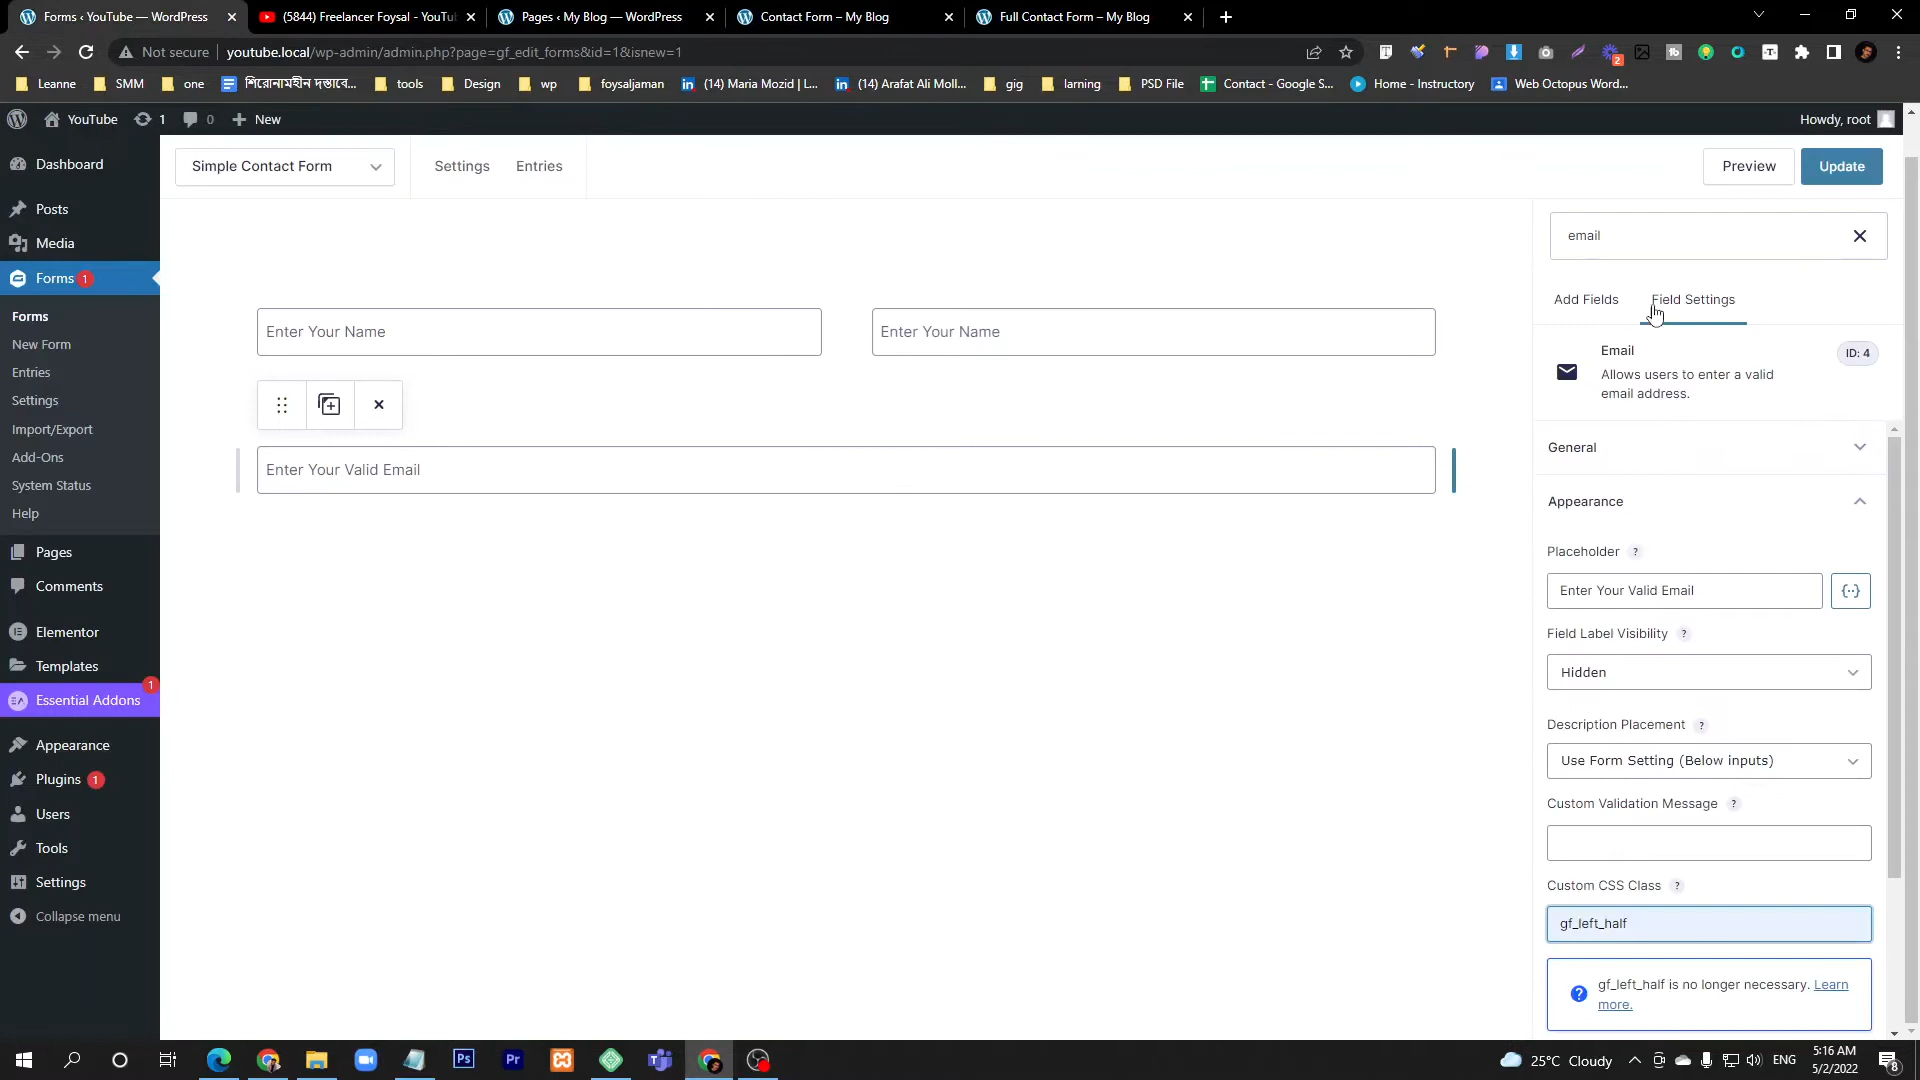 Forms ‹ YouTube — WordPress
(5844) Freelancer Foysal - YouTu
Pages ‹ My Blog — WordPress
Contact Form – My Blog
Full Contact Form – My Blog
Not secure
youtube.local/wp-admin/admin.php?page=gf_edit_forms&id=1&isnew=1
2
Leanne
SMM
one
শিরোনামহীন দস্তাবে...
tools
Design
wp
foysaljaman
(14) Maria Mozid | L...
(14) Arafat Ali Moll...
gig
larning
PSD File
Contact - Google S...
Home - Instructory
Web Octopus Word...
YouTube
1
0
New
Howdy, root
Dashboard
Posts
Media
Forms 1
Forms
New Form
Entries
Settings
Import/Export
Add-Ons
System Status
Help
Pages
Comments
Elementor
Templates
Essential Addons
1
Appearance
Plugins 1
Users
Tools
Settings
Collapse menu
Simple Contact Form
Settings
Entries
Preview
Update
Enter Your Name
Enter Your Name
Enter Your Valid Email
email
Add Fields
Field Settings
Email
Allows users to enter a valid
email address.
ID: 4
General
Appearance
Placeholder ?
Enter Your Valid Email
{··}
Field Label Visibility ?
Hidden
Description Placement ?
Use Form Setting (Below inputs)
Custom Validation Message ?
Custom CSS Class ?
gf_left_half
gf_left_half is no longer necessary. Learn
more.
Ps
Pr
25°C Cloudy
ENG
5:16 AM
5/2/2022
8